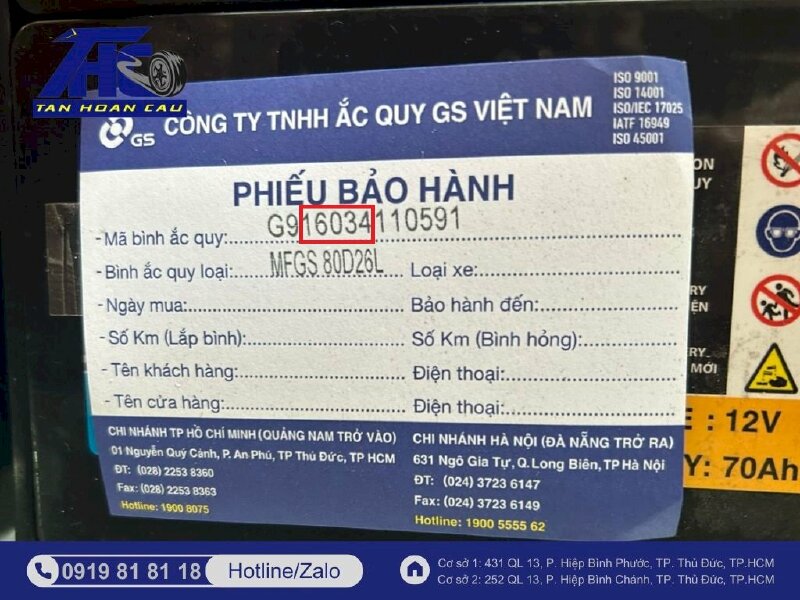 THC
TAN HOAN CAU
GS CÔNG TY TNHH ẮC QUY GS VIỆT NAM
ISO 9001
ISO 14001
ISO/IEC 17025
IATF 16949
ISO 45001
PHIẾU BẢO HÀNH
- Mã bình ắc quy: G916034110591
- Bình ắc quy loại: MFGS 80D26L Loại xe:
- Ngày mua: Bảo hành đến:
- Số Km (Lắp bình): Số Km (Bình hỏng):
- Tên khách hàng: Điện thoại:
- Tên cửa hàng: Điện thoại:
CHI NHÁNH TP HỒ CHÍ MINH (QUẢNG NAM TRỞ VÀO)
01 Nguyễn Quý Cảnh, P. An Phú, TP Thủ Đức, TP HCM
ĐT: (028) 2253 8360
Fax: (028) 2253 8363
Hotline: 1900 8075
CHI NHÁNH HÀ NỘI (ĐÀ NẴNG TRỞ RA)
631 Ngô Gia Tự, Q. Long Biên, TP Hà Nội
ĐT: (024) 3723 6147
Fax: (024) 3723 6149
Hotline: 1900 5555 62
ON
UY
RY
ỆN
RY
MỚI
E : 12V
Y: 70Ah
0919 81 81 18 Hotline/Zalo
Cơ sở 1: 431 QL 13, P. Hiệp Bình Phước, TP. Thủ Đức, TP.HCM
Cơ sở 2: 252 QL 13, P. Hiệp Bình Chánh, TP. Thủ Đức, TP.HCM